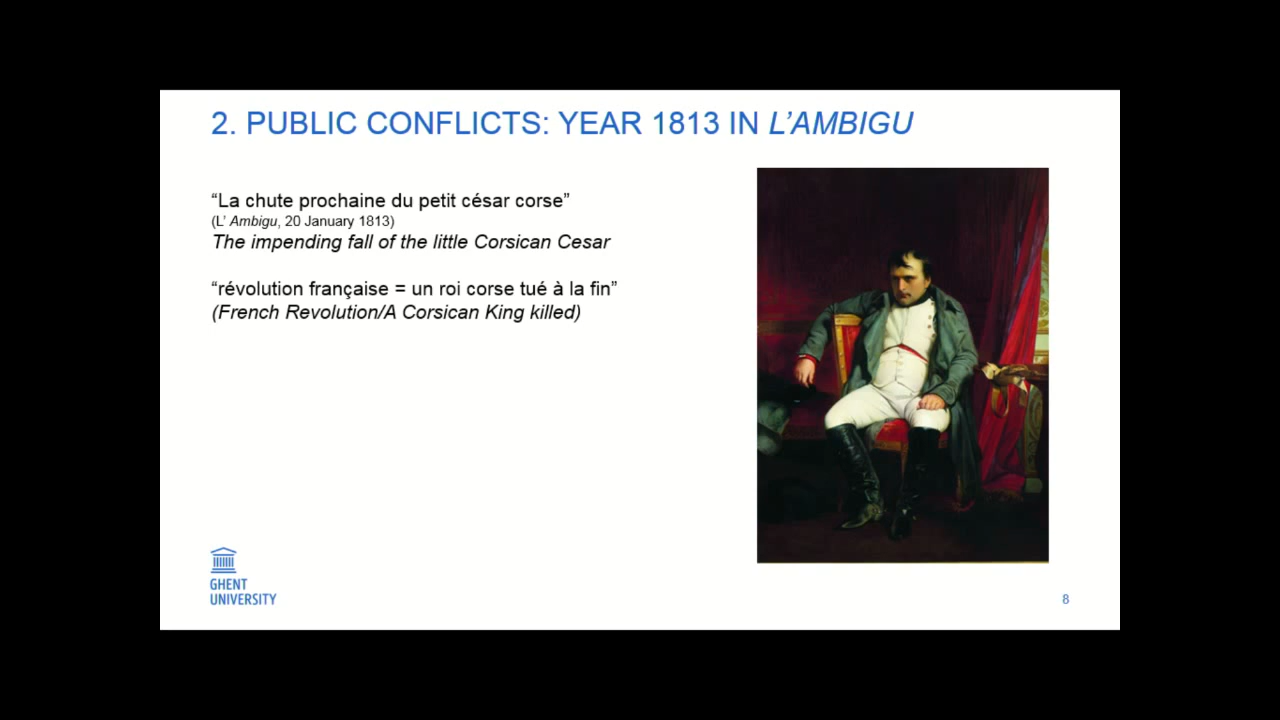 2. PUBLIC CONFLICTS: YEAR 1813 IN L’AMBIGU
“La chute prochaine du petit césar corse”
(L’ Ambigu, 20 January 1813)
The impending fall of the little Corsican Cesar
“révolution française = un roi corse tué à la fin”
(French Revolution/A Corsican King killed)
GHENT
UNIVERSITY
8